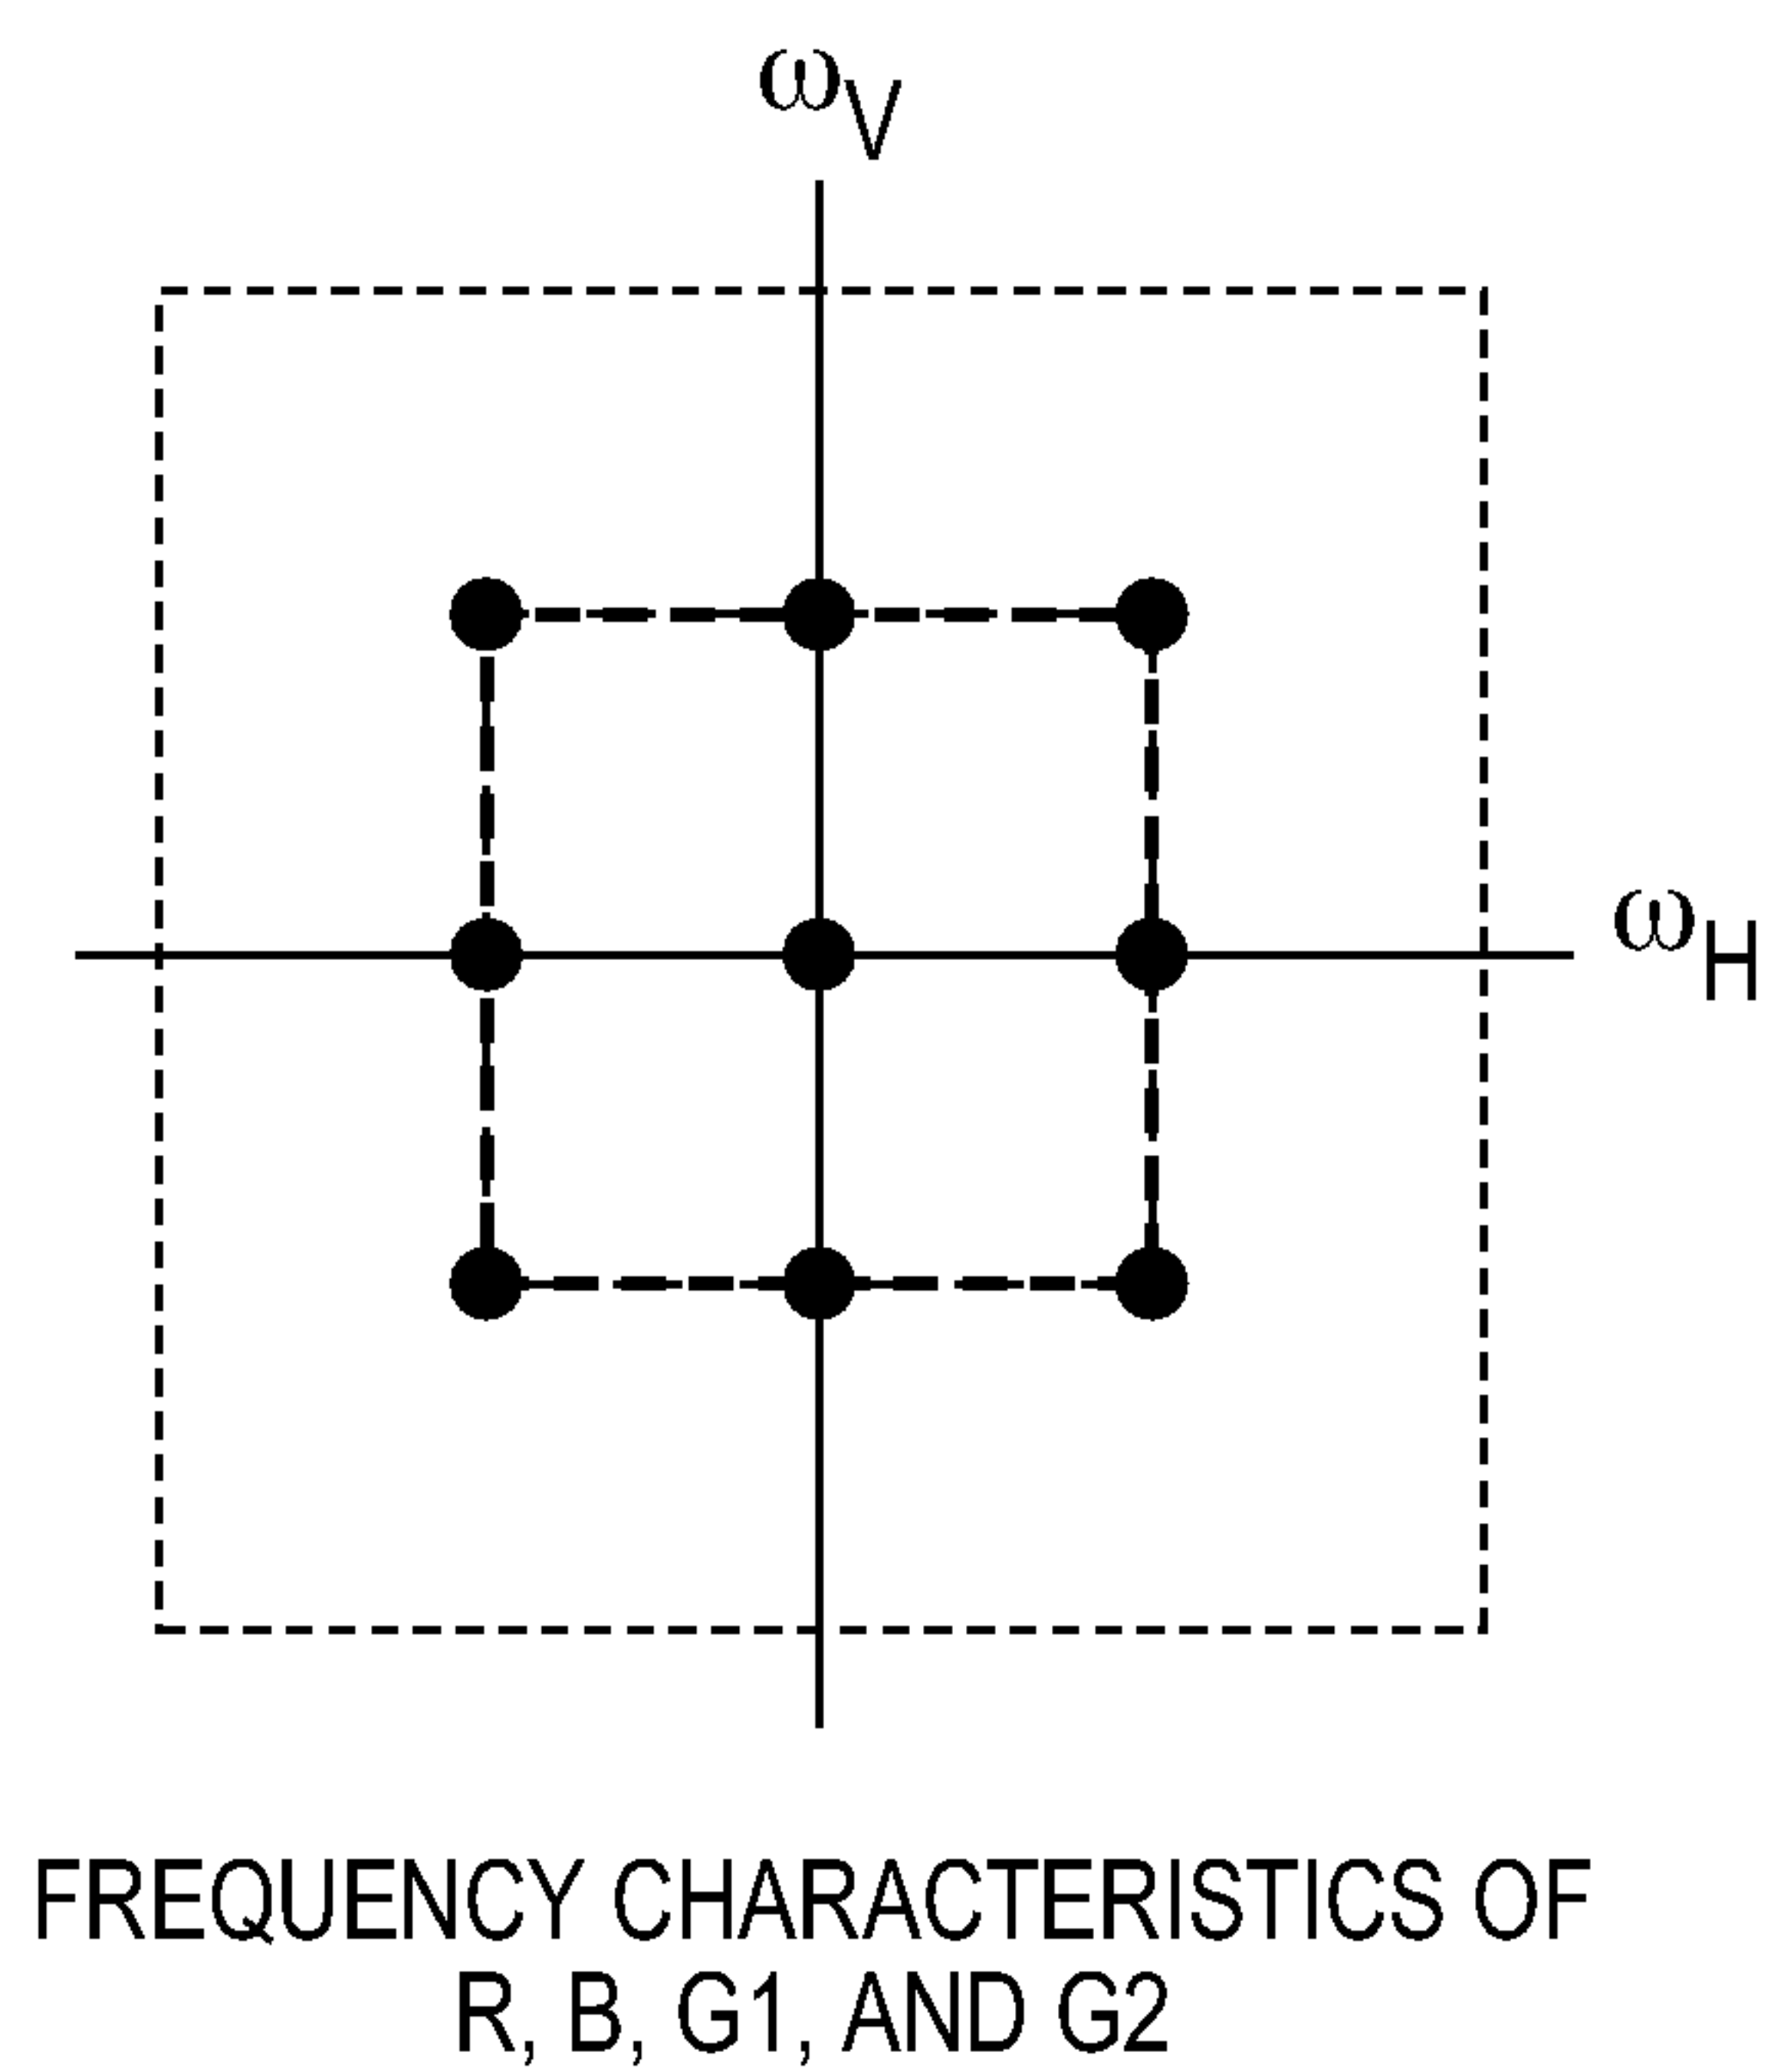 ωV
ωH
FREQUENCY CHARACTERISTICS OF
R, B, G1, AND G2